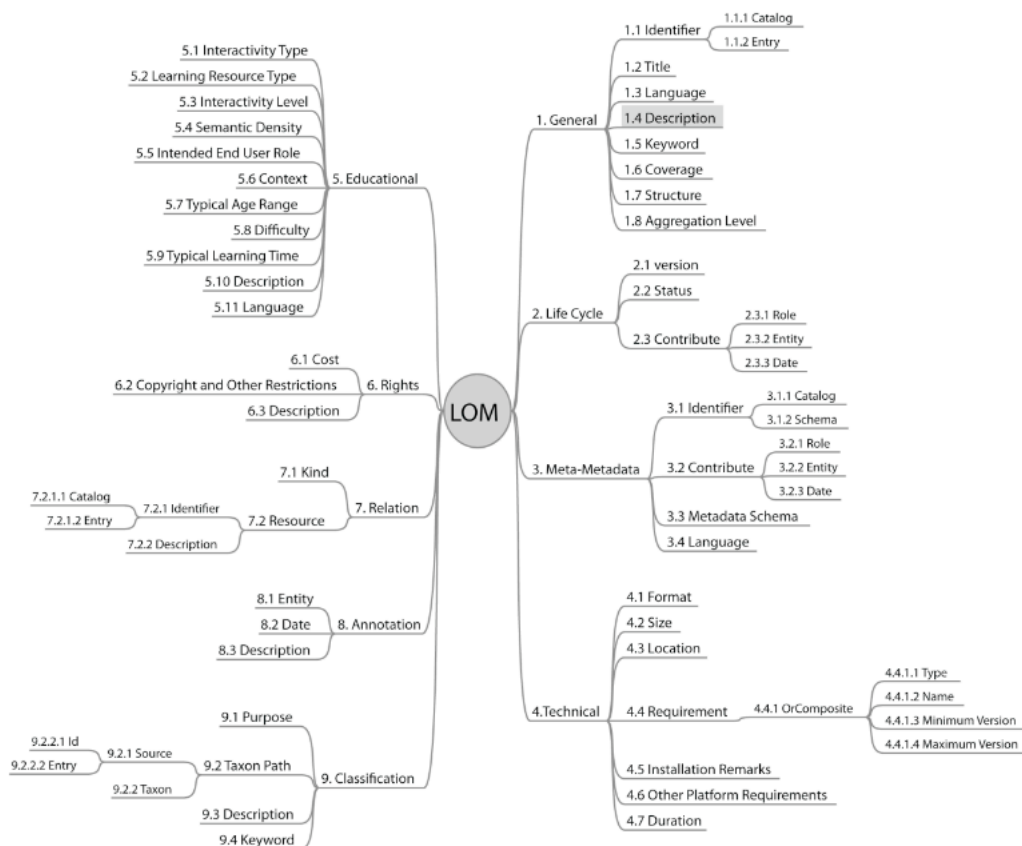 LOM
1. General
1.1 Identifier
1.1.1 Catalog
1.1.2 Entry
1.2 Title
1.3 Language
1.4 Description
1.5 Keyword
1.6 Coverage
1.7 Structure
1.8 Aggregation Level
2. Life Cycle
2.1 version
2.2 Status
2.3 Contribute
2.3.1 Role
2.3.2 Entity
2.3.3 Date
3. Meta-Metadata
3.1 Identifier
3.1.1 Catalog
3.1.2 Schema
3.2 Contribute
3.2.1 Role
3.2.2 Entity
3.2.3 Date
3.3 Metadata Schema
3.4 Language
4.Technical
4.1 Format
4.2 Size
4.3 Location
4.4 Requirement
4.4.1 OrComposite
4.4.1.1 Type
4.4.1.2 Name
4.4.1.3 Minimum Version
4.4.1.4 Maximum Version
4.5 Installation Remarks
4.6 Other Platform Requirements
4.7 Duration
5. Educational
5.1 Interactivity Type
5.2 Learning Resource Type
5.3 Interactivity Level
5.4 Semantic Density
5.5 Intended End User Role
5.6 Context
5.7 Typical Age Range
5.8 Difficulty
5.9 Typical Learning Time
5.10 Description
5.11 Language
6. Rights
6.1 Cost
6.2 Copyright and Other Restrictions
6.3 Description
7. Relation
7.1 Kind
7.2 Resource
7.2.1 Identifier
7.2.1.1 Catalog
7.2.1.2 Entry
7.2.2 Description
8. Annotation
8.1 Entity
8.2 Date
8.3 Description
9. Classification
9.1 Purpose
9.2 Taxon Path
9.2.1 Source
9.2.2.1 Id
9.2.2.2 Entry
9.2.2 Taxon
9.3 Description
9.4 Keyword